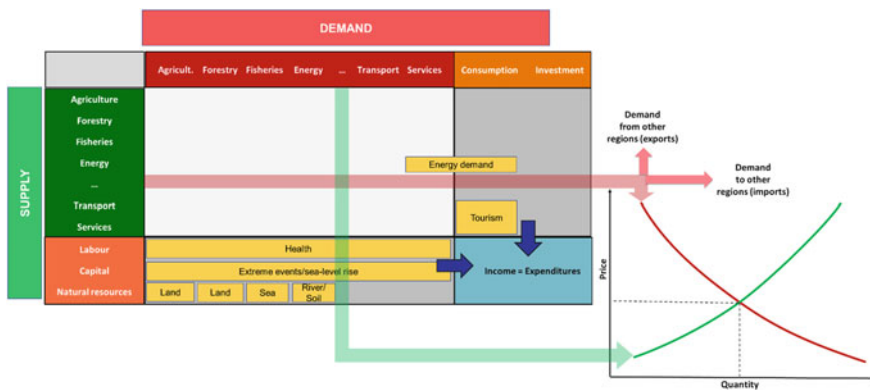 DEMAND
Agricult. Forestry Fisheries Energy ... Transport Services Consumption Investment
SUPPLY
Agriculture
Forestry
Fisheries
Energy
...
Transport
Services
Labour
Capital
Natural resources
Energy demand
Tourism
Health
Extreme events/sea-level rise
Land
Land
Sea
River/
Soil
Income = Expenditures
Demand
from other
regions (exports)
Demand
to other
regions (imports)
Price
Quantity